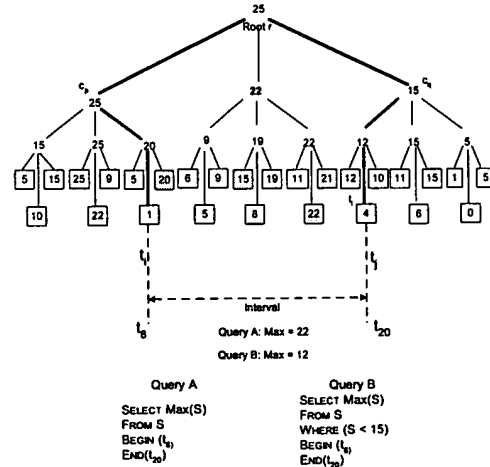 25
Root r
c_p
25
22
15
c_q
15
25
20
9
19
22
12
15
5
5
15
25
9
5
20
6
9
15
19
11
21
12
10
11
15
1
5
10
22
1
5
8
22
t_i
4
6
0
t_i
t_j
Interval
t_8
t_20
Query A: Max = 22
Query B: Max = 12
Query A
SELECT Max(S)
FROM S
BEGIN (t_8)
END(t_20)
Query B
SELECT Max(S)
FROM S
WHERE (S < 15)
BEGIN (t_8)
END(t_20)